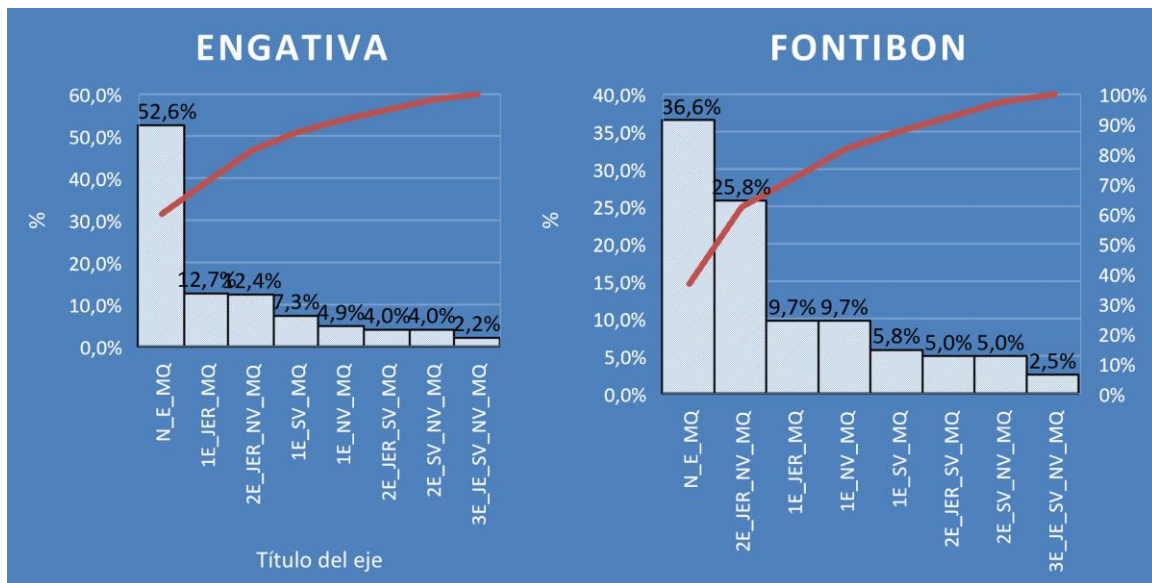 ENGATIVA
60,0%
50,0%
40,0%
30,0%
20,0%
10,0%
0,0%
%
52,6%
12,7%
12,4%
7,3%
4,9%
4,0%
4,0%
2,2%
N_E_MQ
1E_JER_MQ
2E_JER_NV_MQ
1E_SV_MQ
1E_NV_MQ
2E_JER_SV_MQ
2E_SV_NV_MQ
3E_JE_SV_NV_MQ
Título del eje
FONTIBON
40,0%
35,0%
30,0%
25,0%
20,0%
15,0%
10,0%
5,0%
0,0%
%
36,6%
25,8%
9,7%
9,7%
5,8%
5,0%
5,0%
2,5%
100%
90%
80%
70%
60%
50%
40%
30%
20%
10%
0%
N_E_MQ
2E_JER_NV_MQ
1E_JER_MQ
1E_NV_MQ
1E_SV_MQ
2E_JER_SV_MQ
2E_SV_NV_MQ
3E_JE_SV_NV_MQ